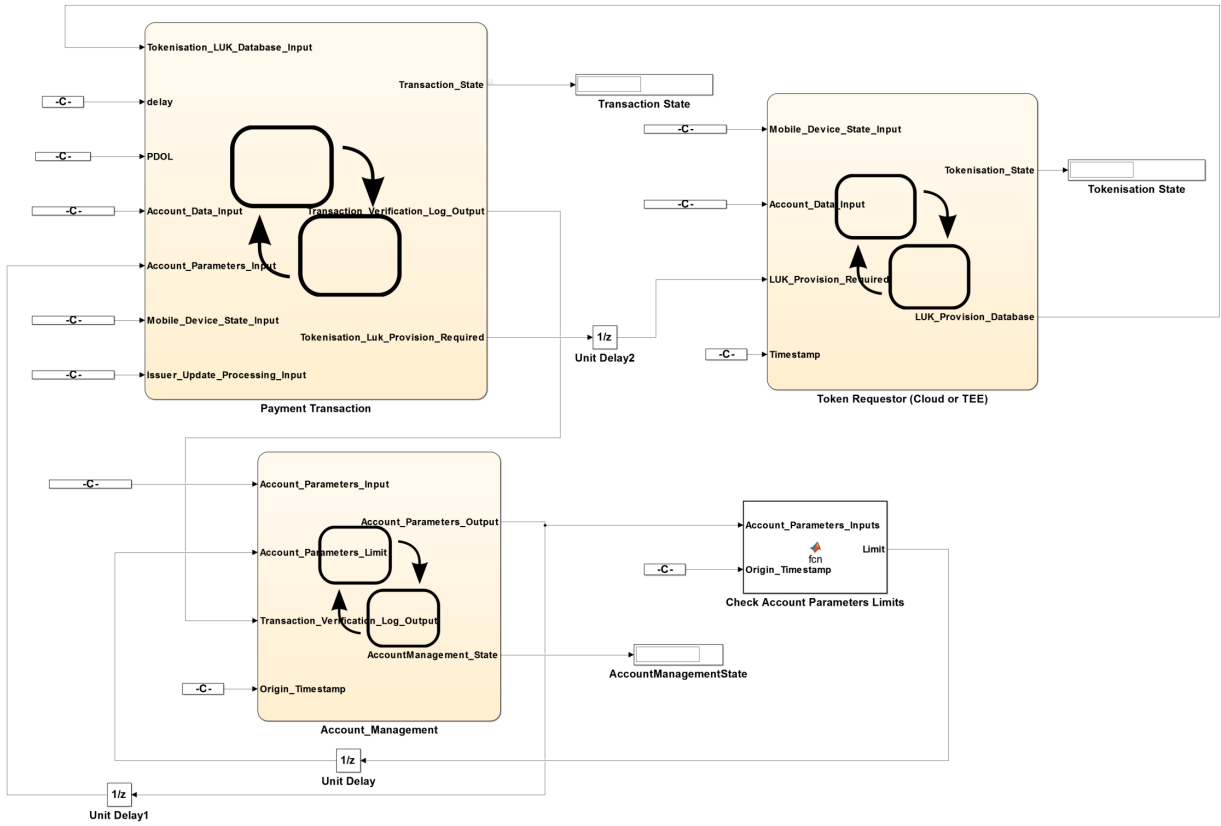 Tokenisation_LUK_Database_Input
Transaction_State
Transaction State
-C-
delay
-C-
PDOL
-C-
Account_Data_Input
Transaction_Verification_Log_Output
Account_Parameters_Input
-C-
Mobile_Device_State_Input
Tokenisation_Luk_Provision_Required
-C-
Issuer_Update_Processing_Input
Payment Transaction
1/z
Unit Delay2
-C-
Mobile_Device_State_Input
Tokenisation_State
Tokenisation State
-C-
Account_Data_Input
LUK_Provision_Required
LUK_Provision_Database
-C-
Timestamp
Token Requestor (Cloud or TEE)
-C-
Account_Parameters_Input
Account_Parameters_Output
Account_Parameters_Limit
Transaction_Verification_Log_Output
AccountManagement_State
-C-
Origin_Timestamp
Account_Management
Account_Parameters_Inputs
fcn
Limit
-C-
Origin_Timestamp
Check Account Parameters Limits
AccountManagementState
1/z
Unit Delay
1/z
Unit Delay1